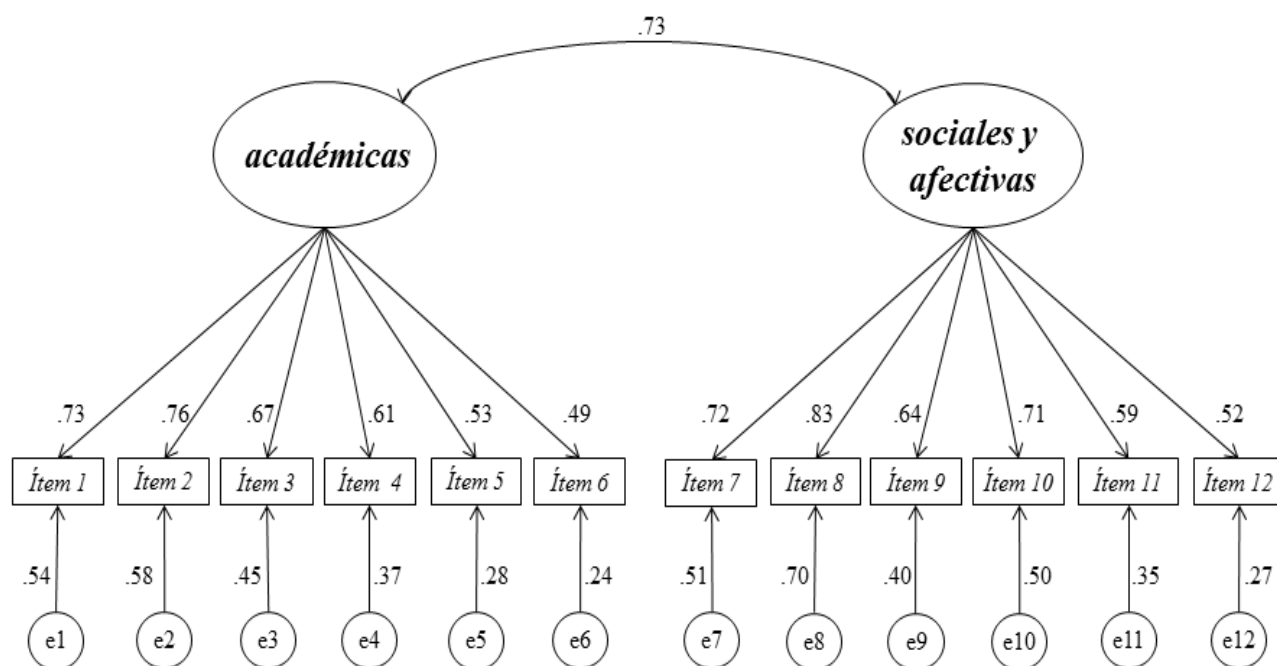 .73
académicas
sociales y
afectivas
.73 .76 .67 .61 .53 .49 .72 .83 .64 .71 .59 .52
Ítem 1 Ítem 2 Ítem 3 Ítem 4 Ítem 5 Ítem 6 Ítem 7 Ítem 8 Ítem 9 Ítem 10 Ítem 11 Ítem 12
.54 .58 .45 .37 .28 .24 .51 .70 .40 .50 .35 .27
e1 e2 e3 e4 e5 e6 e7 e8 e9 e10 e11 e12